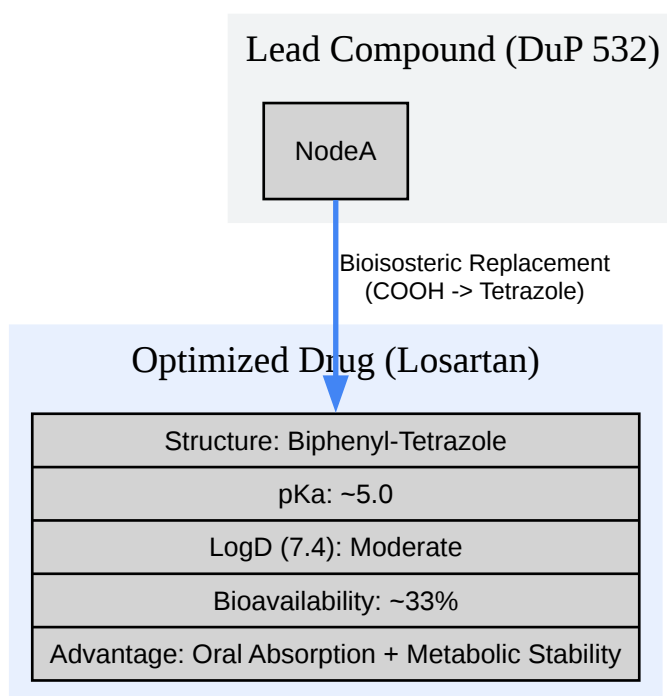 Lead Compound (DuP 532)
NodeA
Bioisosteric Replacement
(COOH -> Tetrazole)
Optimized Drug (Losartan)
Structure: Biphenyl-Tetrazole
pKa: ~5.0
LogD (7.4): Moderate
Bioavailability: ~33%
Advantage: Oral Absorption + Metabolic Stability